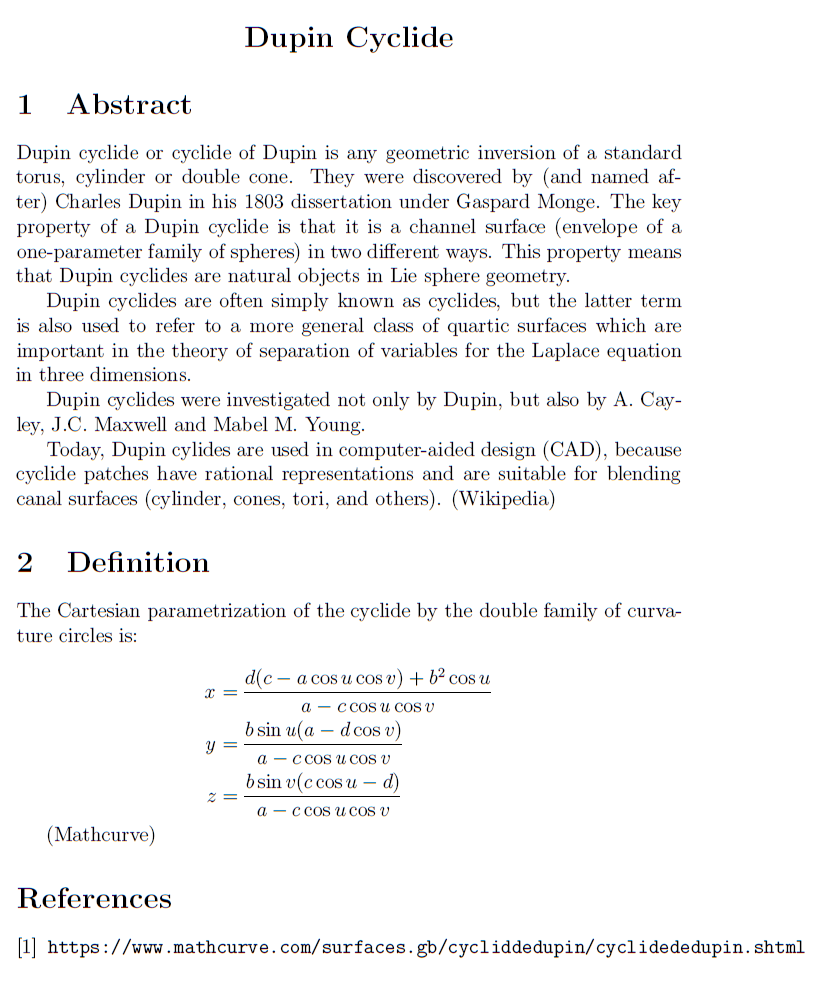 Dupin Cyclide
1 Abstract
Dupin cyclide or cyclide of Dupin is any geometric inversion of a standard
torus, cylinder or double cone. They were discovered by (and named af-
ter) Charles Dupin in his 1803 dissertation under Gaspard Monge. The key
property of a Dupin cyclide is that it is a channel surface (envelope of a
one-parameter family of spheres) in two different ways. This property means
that Dupin cyclides are natural objects in Lie sphere geometry.
Dupin cyclides are often simply known as cyclides, but the latter term
is also used to refer to a more general class of quartic surfaces which are
important in the theory of separation of variables for the Laplace equation
in three dimensions.
Dupin cyclides were investigated not only by Dupin, but also by A. Cay-
ley, J.C. Maxwell and Mabel M. Young.
Today, Dupin cylides are used in computer-aided design (CAD), because
cyclide patches have rational representations and are suitable for blending
canal surfaces (cylinder, cones, tori, and others). (Wikipedia)
2 Definition
The Cartesian parametrization of the cyclide by the double family of curva-
ture circles is:
x = \frac{d(c − a cos u cos v) + b² cos u}{a − c cos u cos v}
y = \frac{b sin u(a − d cos v)}{a − c cos u cos v}
z = \frac{b sin v(c cos u − d)}{a − c cos u cos v}
(Mathcurve)
References
[1] https://www.mathcurve.com/surfaces.gb/cycliddedupin/cyclidededupin.shtml